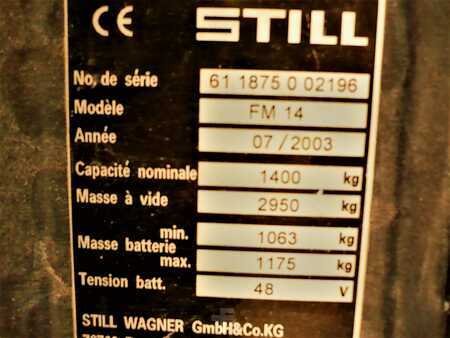 CE STILL
No. de série 61 1875 0 02196
Modèle FM 14
Année 07/2003
Capacité nominale 1400 kg
Masse à vide 2950 kg
min. 1063 kg
Masse batterie
max. 1175 kg
Tension batt. 48 V
STILL WAGNER GmbH&Co.KG